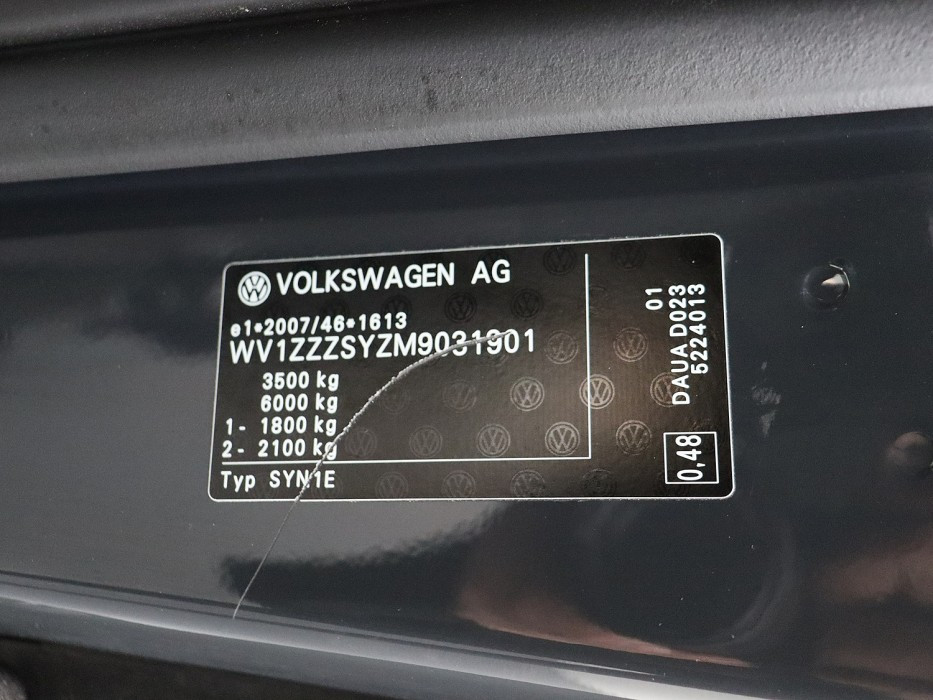 VOLKSWAGEN AG
e1*2007/46*1613
WV1ZZZSYZM9031901
3500 kg
6000 kg
1- 1800 kg
2- 2100 kg
Typ SYN1E
01
DAUA D023
5224013
0,48